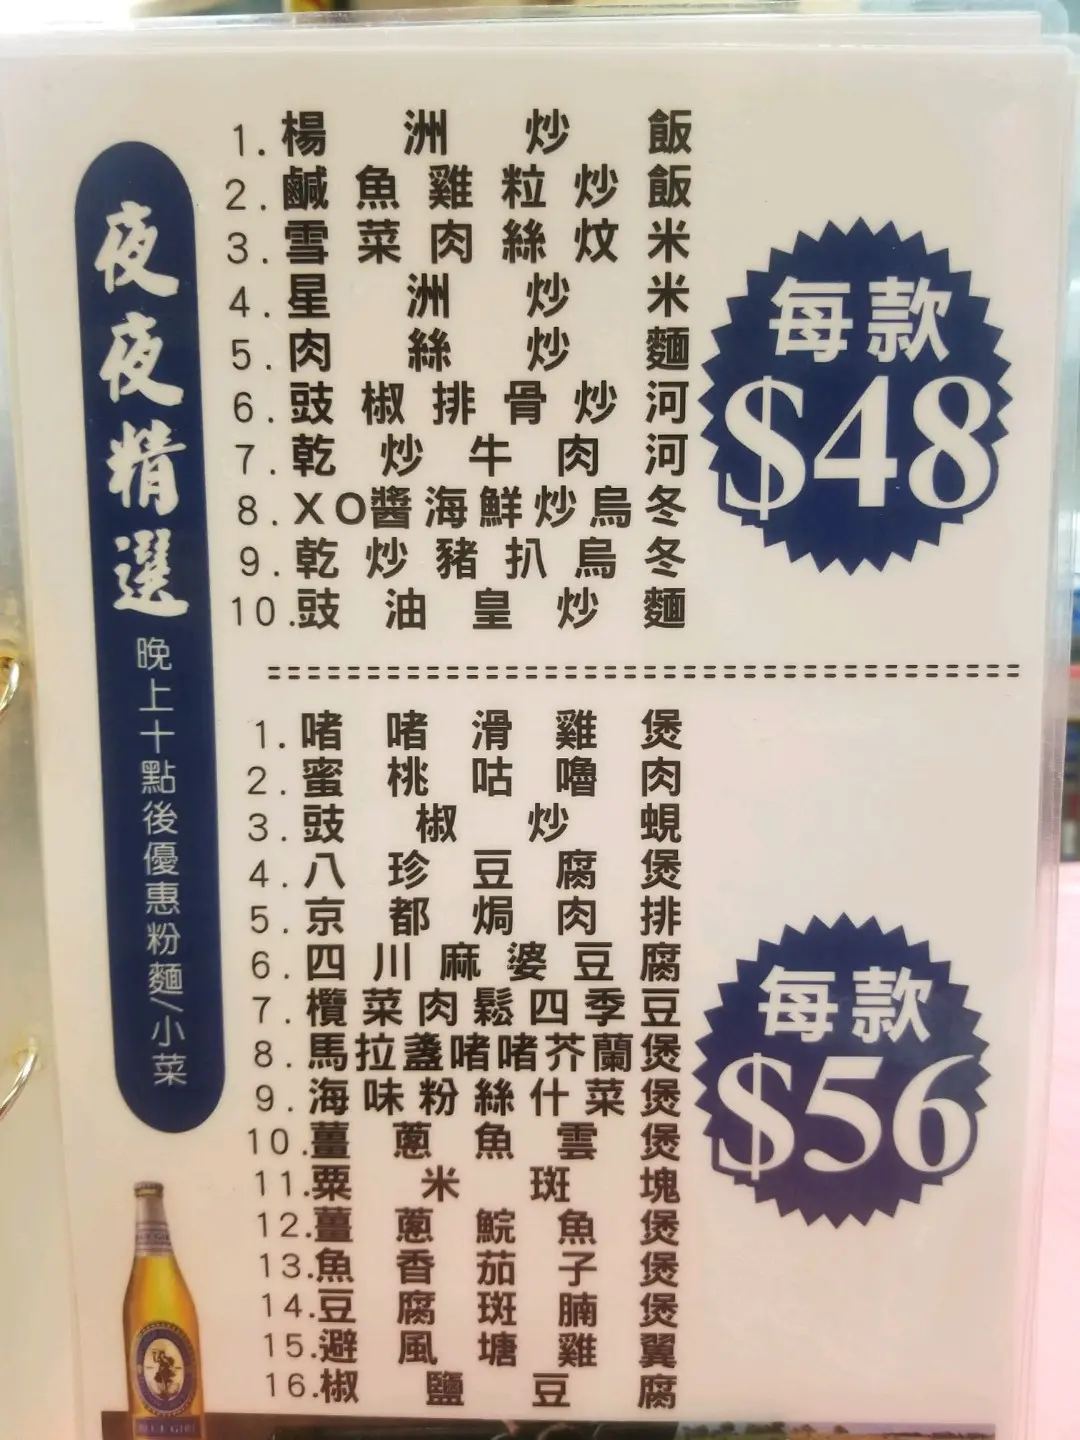 夜夜精選
晚上十點後優惠粉麵/小菜
1.楊洲炒飯
2.鹹魚雞粒炒飯
3.雪菜肉絲炆米
4.星洲炒米
5.肉絲炒麵
6.豉椒排骨炒河
7.乾炒牛肉河
8.XO醬海鮮炒烏冬
9.乾炒豬扒烏冬
10.豉油皇炒麵
每款
$48
1.啫啫滑雞煲
2.蜜桃咕嚕肉
3.豉椒炒蜆
4.八珍豆腐煲
5.京都焗肉排
6.四川麻婆豆腐
7.欖菜肉鬆四季豆
8.馬拉盞啫啫芥蘭煲
9.海味粉絲什菜煲
10.薑蔥魚雲煲
11.粟米斑塊
12.薑蔥鯇魚煲
13.魚香茄子煲
14.豆腐斑腩煲
15.避風塘雞翼
16.椒鹽豆腐
每款
$56
BLUE GIRL